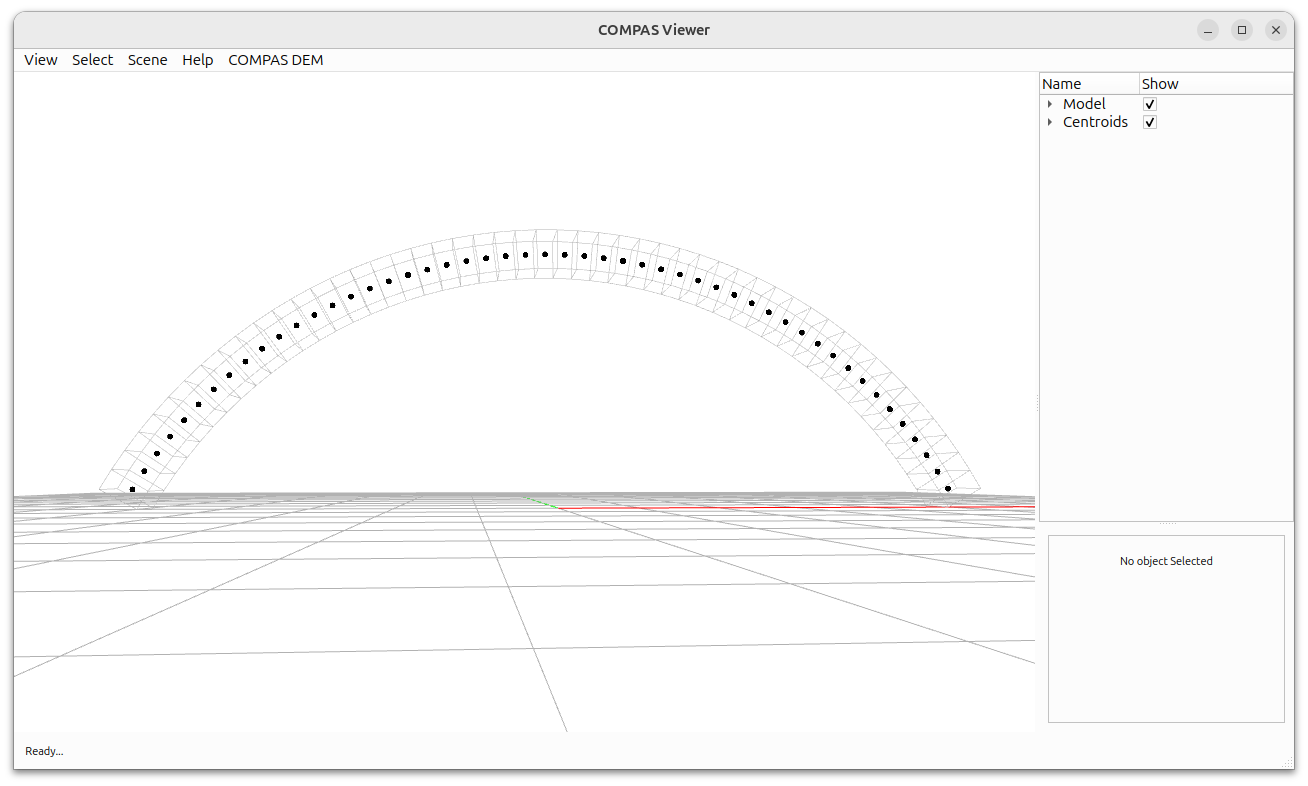 COMPAS Viewer
View Select Scene Help COMPAS DEM
Name Show
Model
Centroids
No object Selected
Ready...